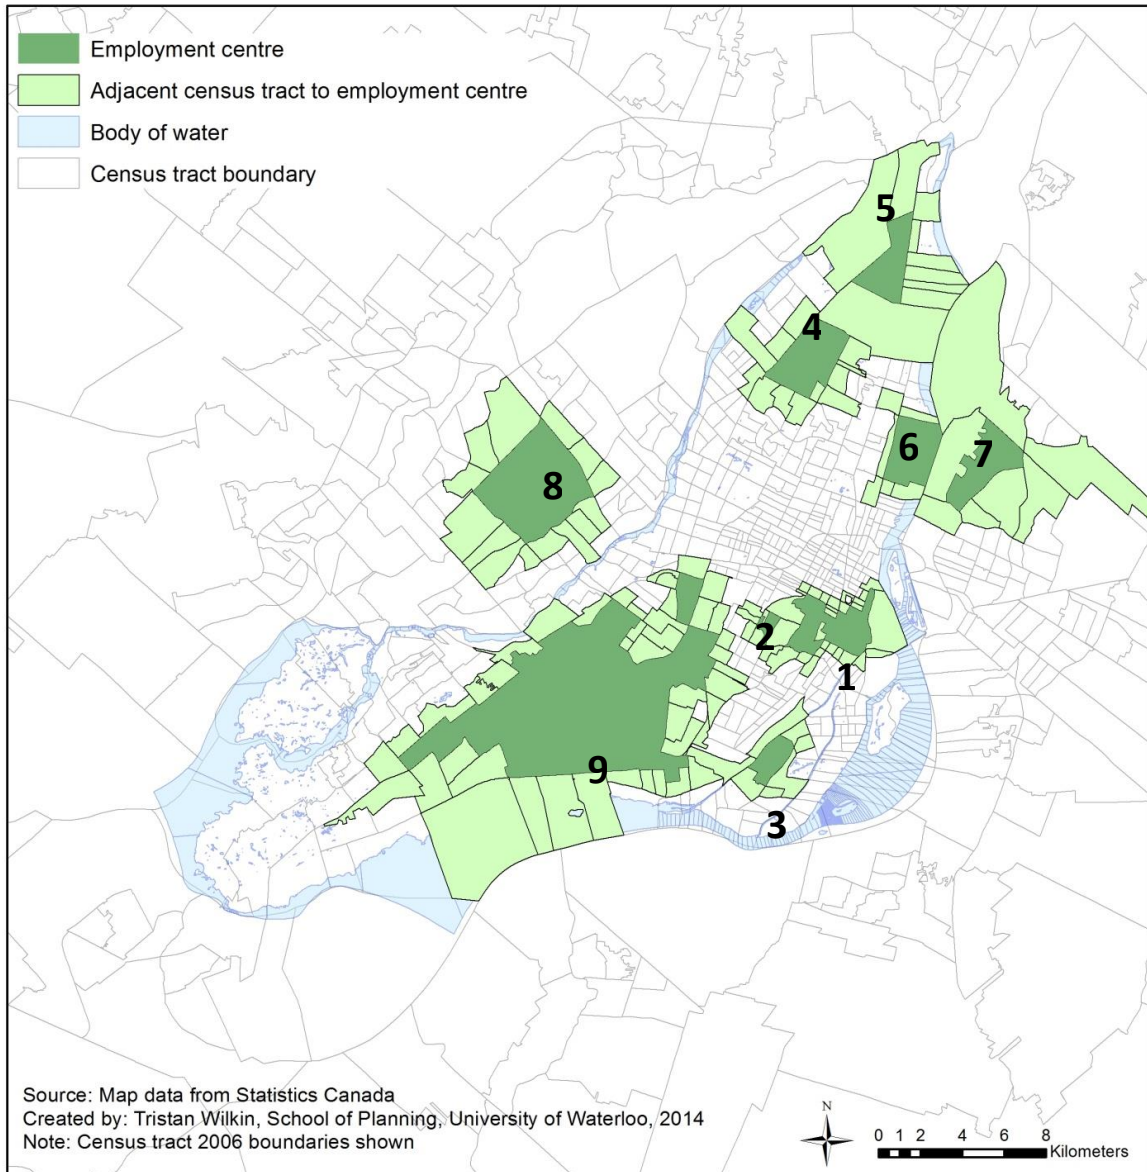 Employment centre
Adjacent census tract to employment centre
Body of water
Census tract boundary
5
4
6
7
8
2
1
9
3
Source: Map data from Statistics Canada
Created by: Tristan Wilkin, School of Planning, University of Waterloo, 2014
Note: Census tract 2006 boundaries shown
N
0 1 2 4 6 8
Kilometers